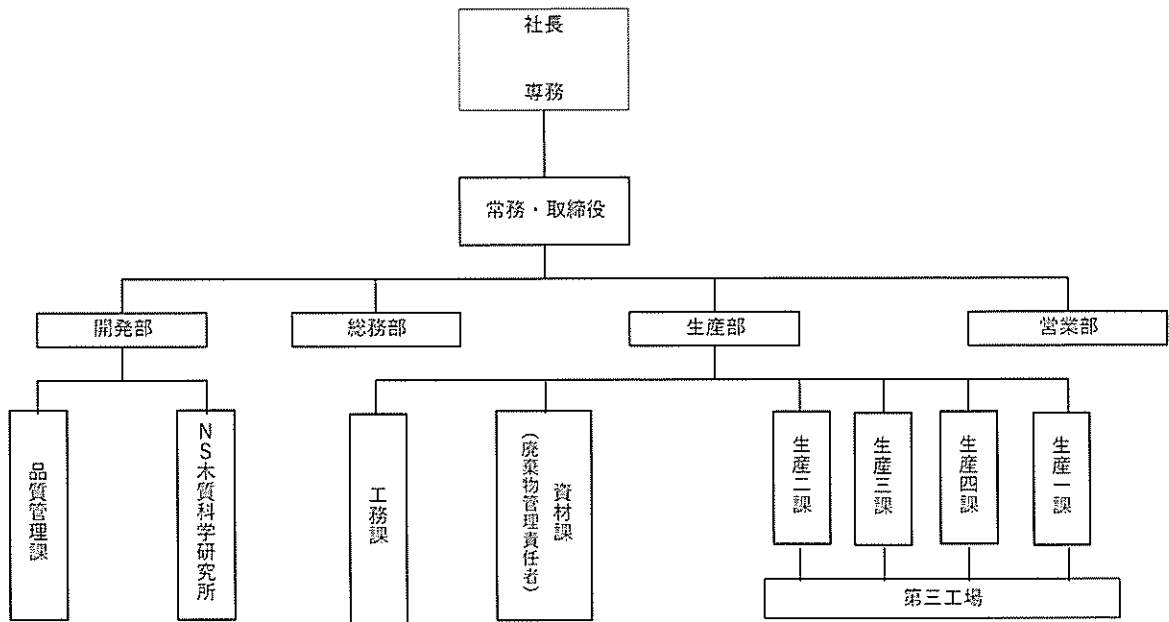 社長
専務
常務・取締役
開発部
総務部
生産部
営業部
品質管理課
NS木質科学研究所
工務課
資材課
(廃棄物管理責任者)
生産二課
生産三課
生産四課
生産一課
第三工場